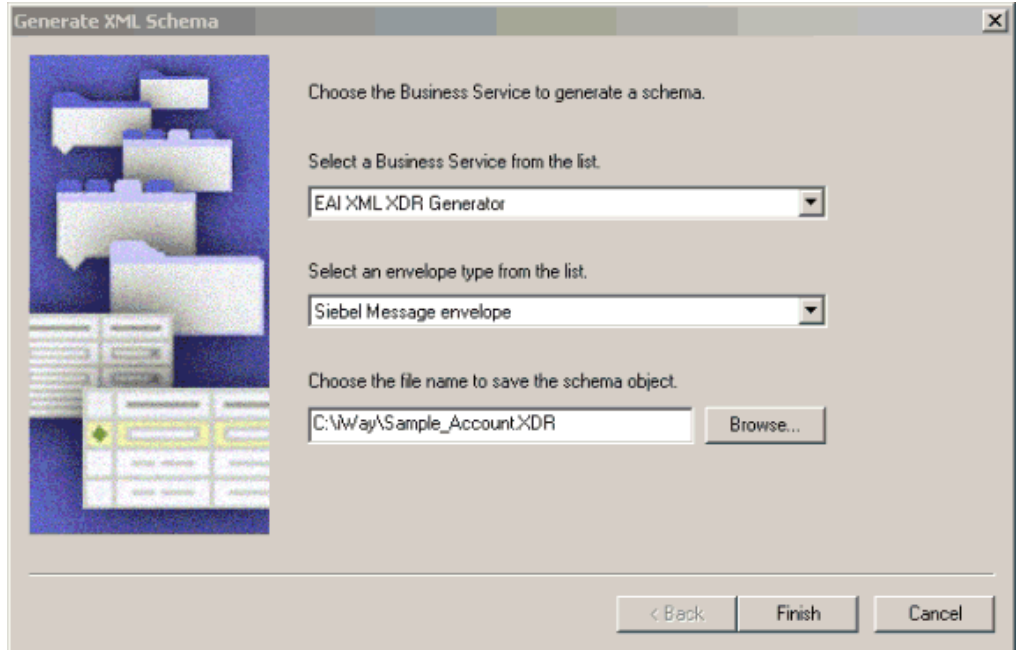 Generate XML Schema
Choose the Business Service to generate a schema.
Select a Business Service from the list.
EAI XML XDR Generator
Select an envelope type from the list.
Siebel Message envelope
Choose the file name to save the schema object.
C:\iWay\Sample_Account.XDR
Browse...
< Back
Finish
Cancel